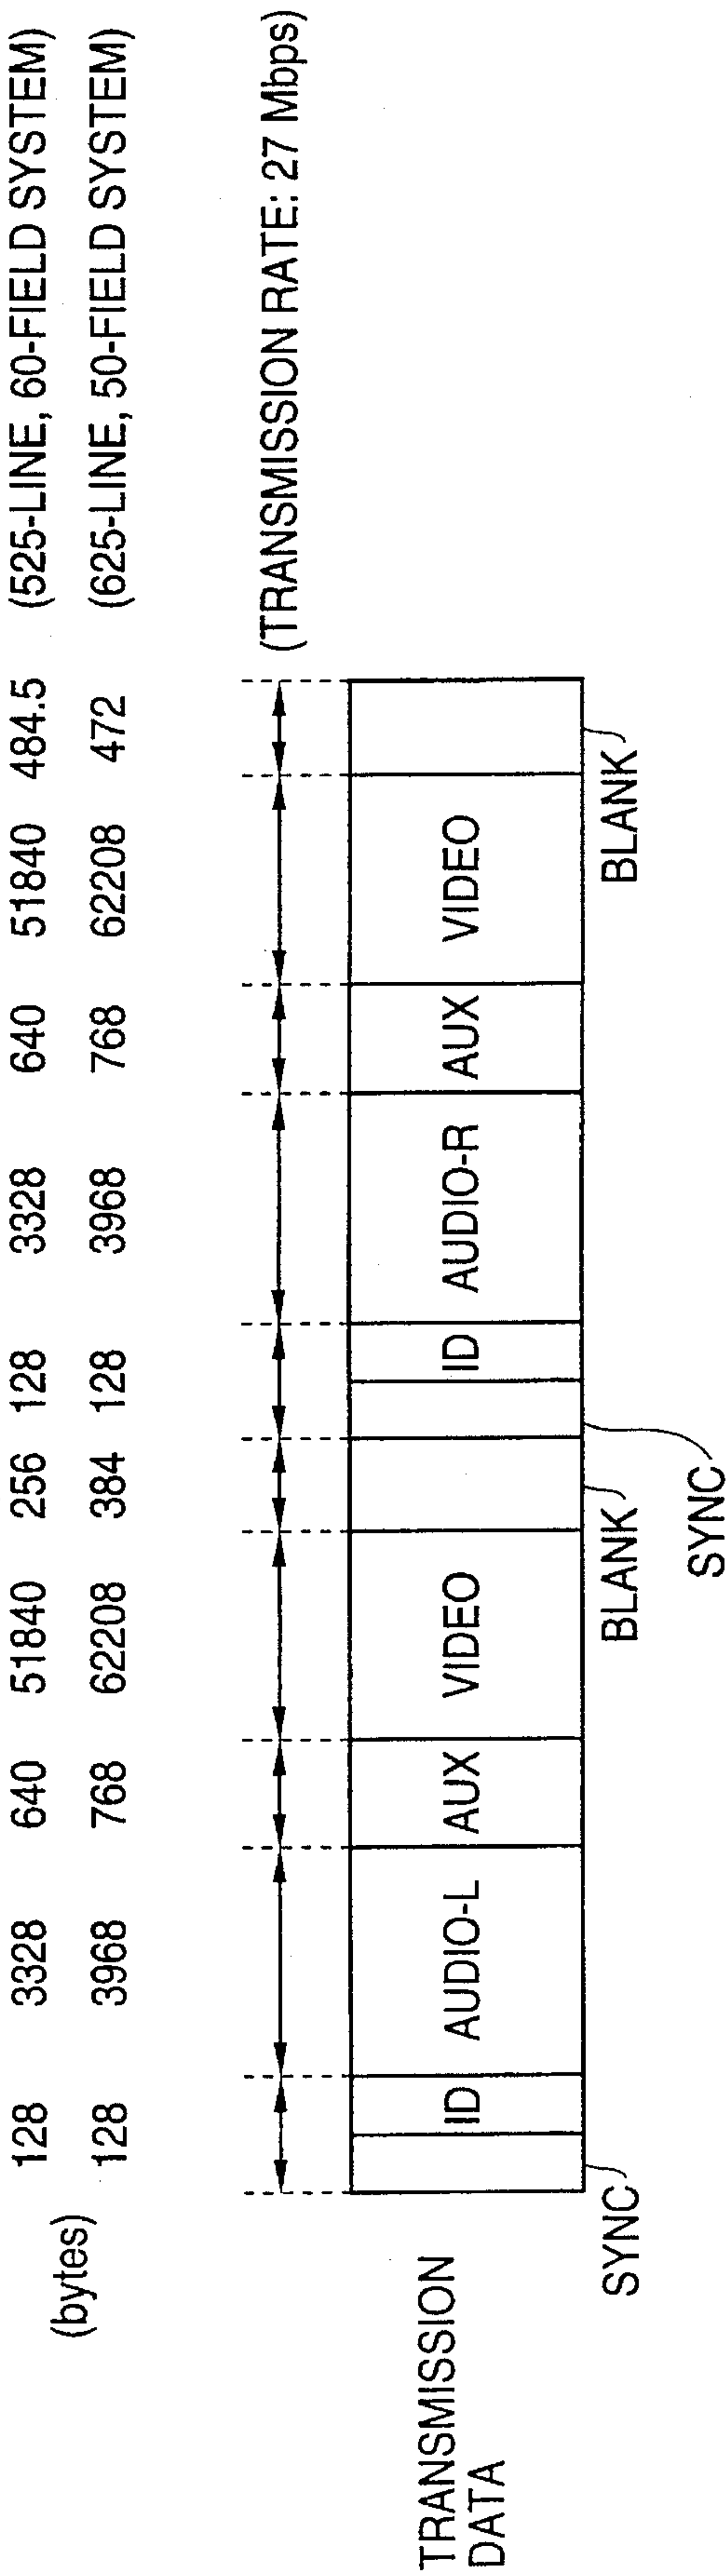 (bytes)
128 3328 640 51840 256 128 3328 640 51840 484.5 (525-LINE, 60-FIELD SYSTEM)
128 3968 768 62208 384 128 3968 768 62208 472 (625-LINE, 50-FIELD SYSTEM)
(TRANSMISSION RATE: 27 Mbps)
TRANSMISSION
DATA
ID AUDIO-L AUX VIDEO ID AUDIO-R AUX VIDEO
SYNC BLANK BLANK
SYNC